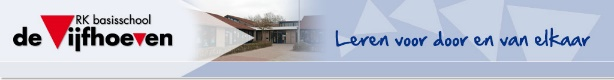 RK basisschool
de Vijfhoeven
Leren voor door en van elkaar